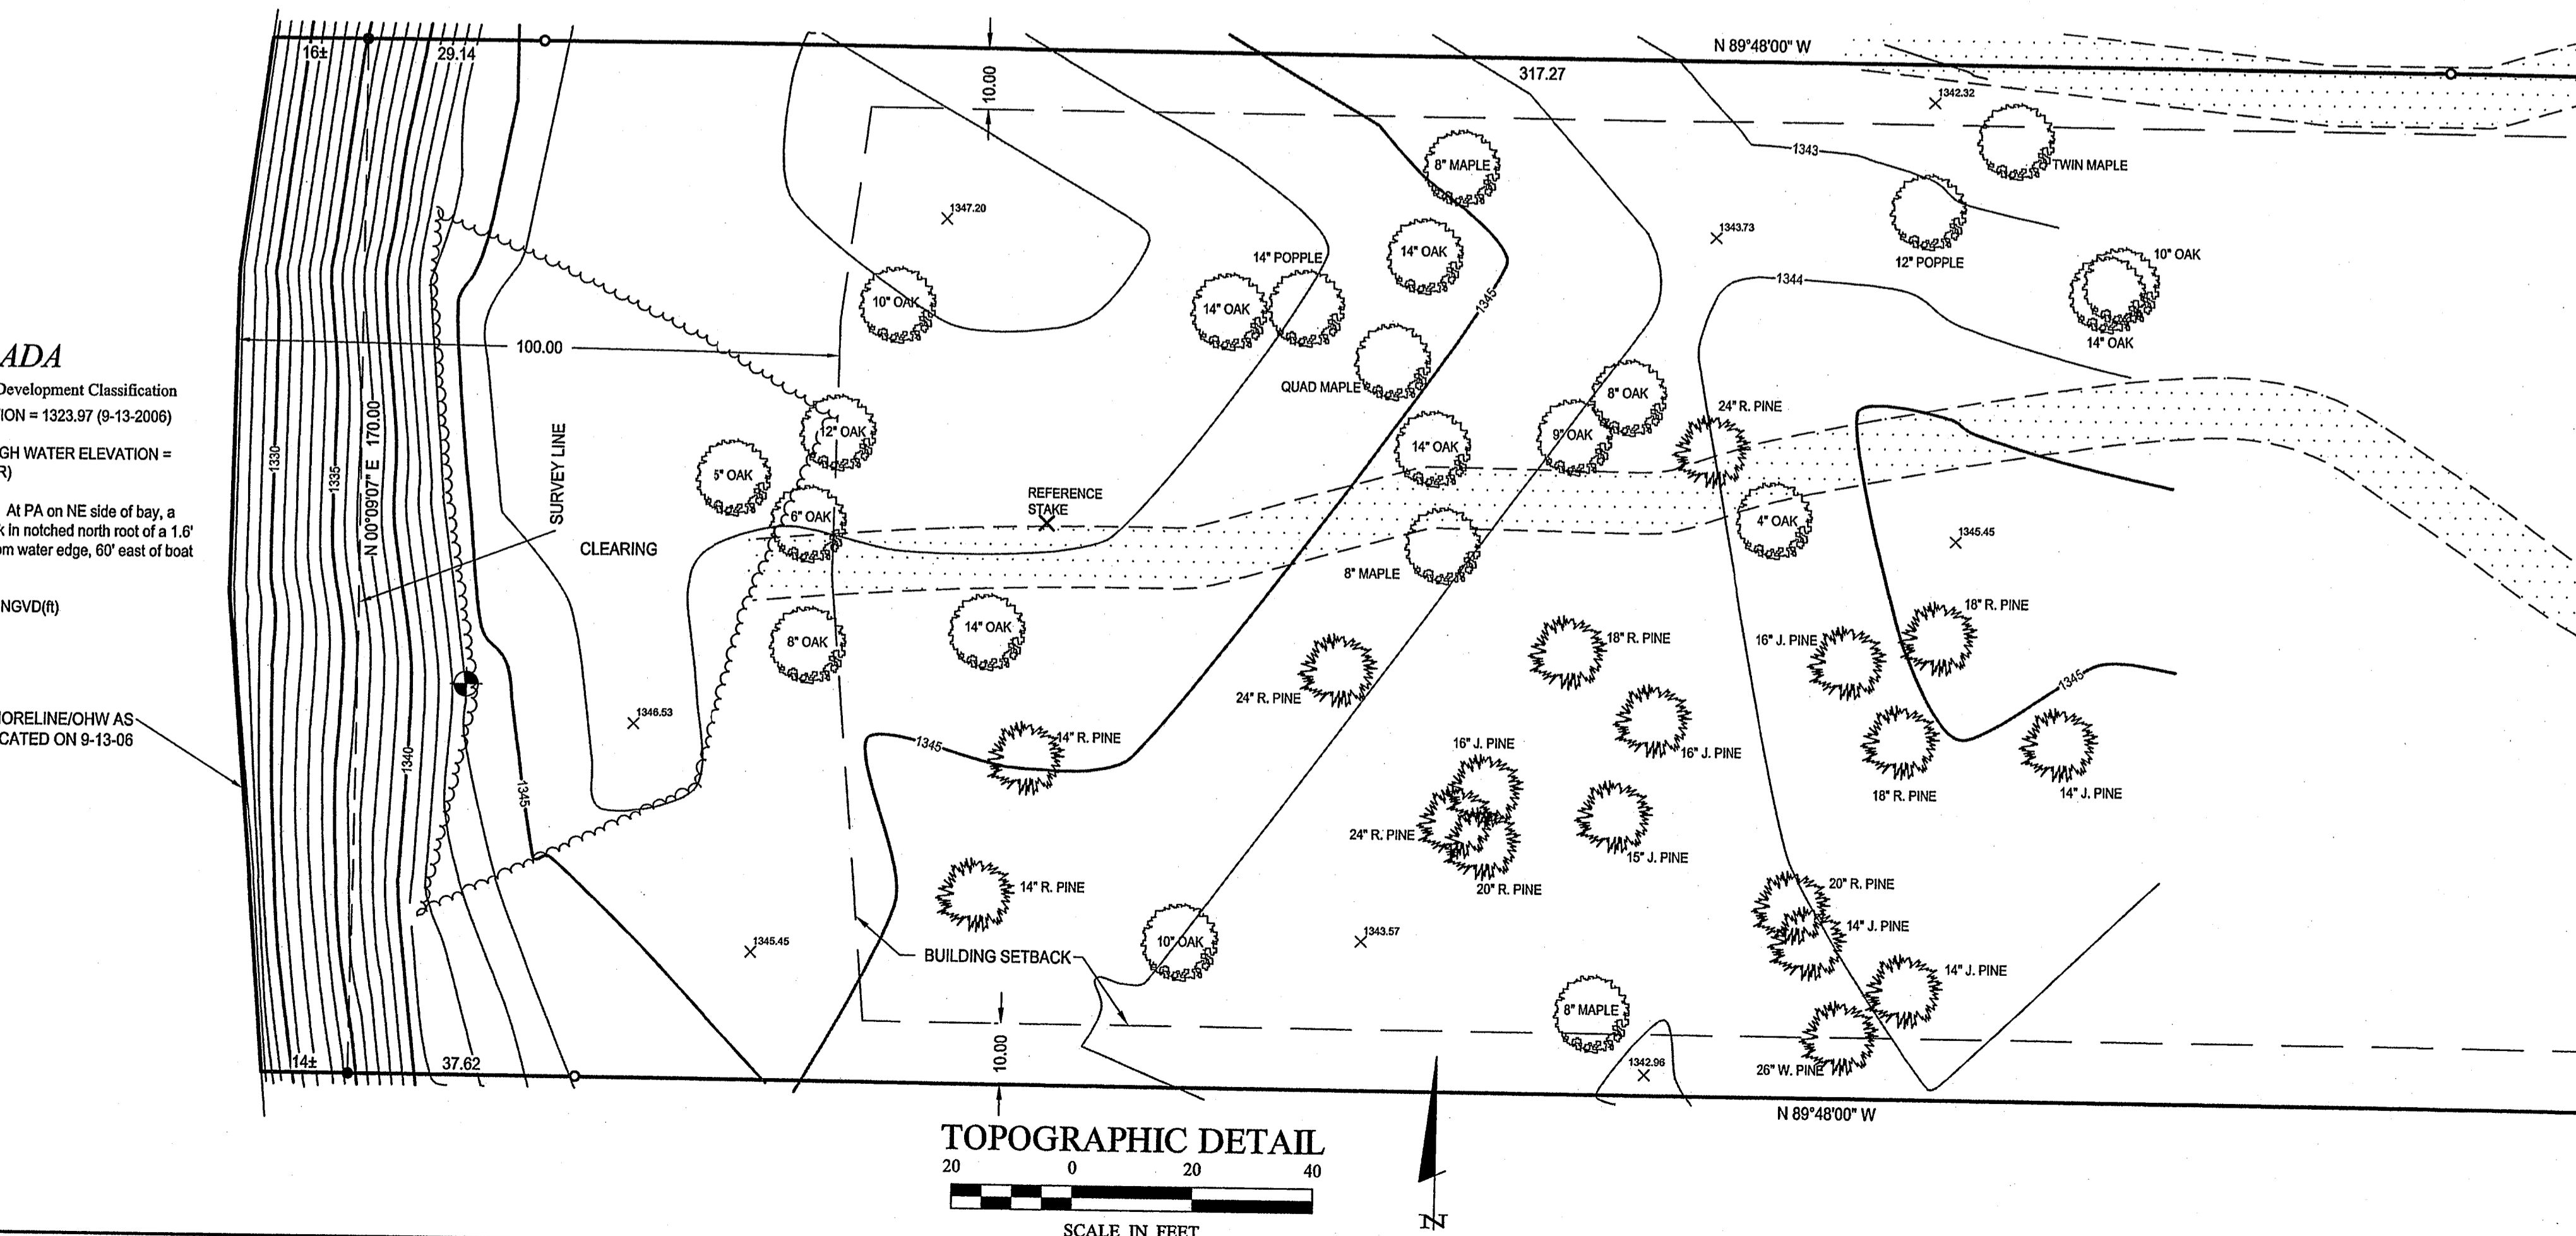 16±
29.14
10.00
N 89°48'00" W
317.27
1342.32
8" MAPLE
1343
TWIN MAPLE
1347.20
1343.73
14" OAK
14" POPPLE
12" POPPLE
10" OAK
1344
14" OAK
10" OAK
14" OAK
1345
ADA
100.00
Development Classification
QUAD MAPLE
8" OAK
ION = 1323.97 (9-13-2006)
N 00°09'07" E 170.00
24" R. PINE
12" OAK
9" OAK
14" OAK
GH WATER ELEVATION =
R)
1330
1335
SURVEY LINE
5" OAK
REFERENCE
STAKE
At PA on NE side of bay, a
k in notched north root of a 1.6'
om water edge, 60' east of boat
6" OAK
4" OAK
1345.45
CLEARING
8" MAPLE
NGVD(ft)
18" R. PINE
14" OAK
8" OAK
18" R. PINE
16" J. PINE
24" R. PINE
1345
1346.53
ORELINE/OHW AS
CATED ON 9-13-06
14" R. PINE
1345
16" J. PINE
16" J. PINE
1340
1345
18" R. PINE
14" J. PINE
24" R. PINE
15" J. PINE
20" R. PINE
14" R. PINE
20" R. PINE
14" J. PINE
1345.45
10" OAK
1343.57
BUILDING SETBACK
14" J. PINE
8" MAPLE
10.00
14±
37.62
1342.96
26" W. PINE
N 89°48'00" W
TOPOGRAPHIC DETAIL
20 0 20 40
SCALE IN FEET
N